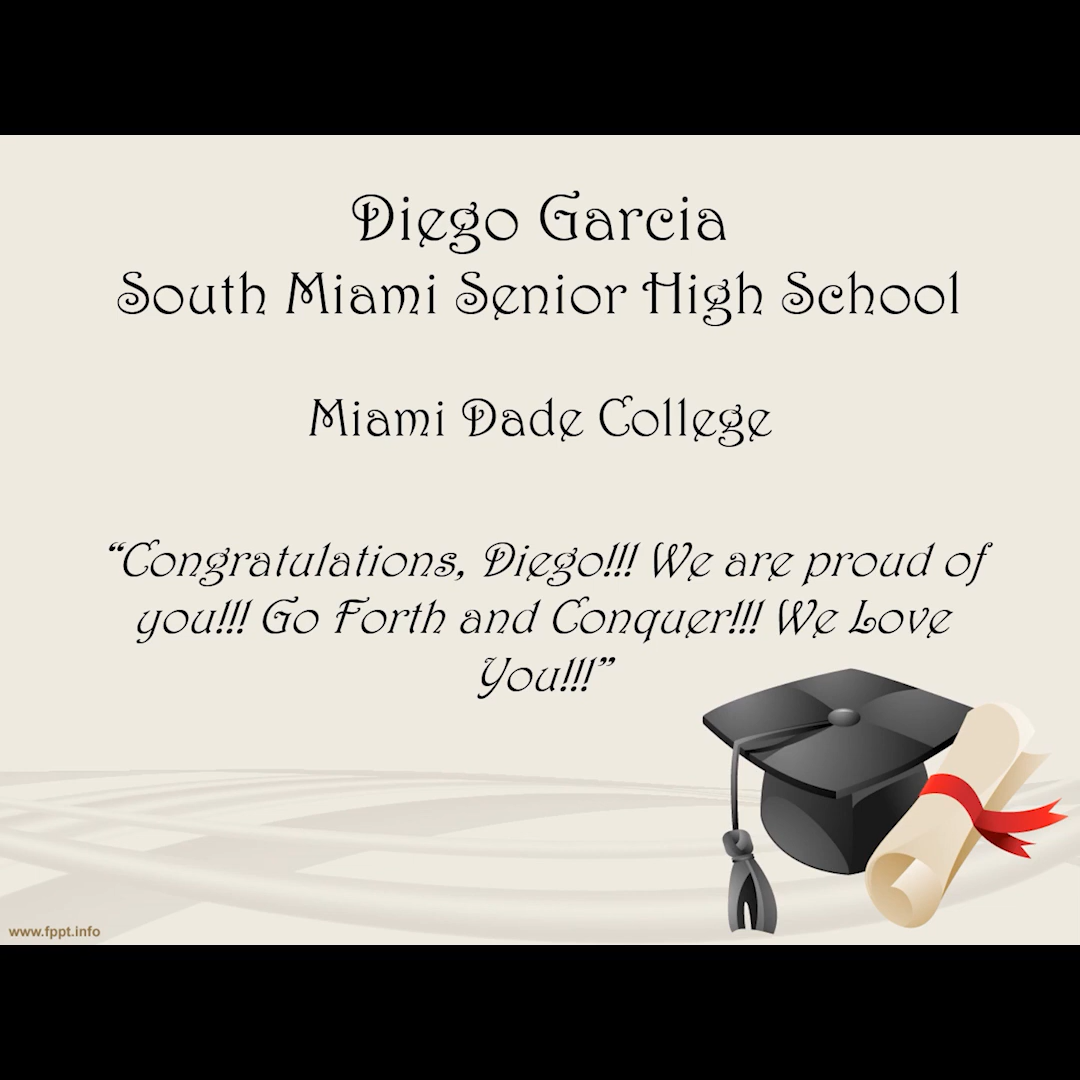 Diego Garcia
South Miami Senior High School
Miami Dade College
“Congratulations, Diego!!! We are proud of
you!!! Go Forth and Conquer!!! We Love
You!!!”
www.fppt.info